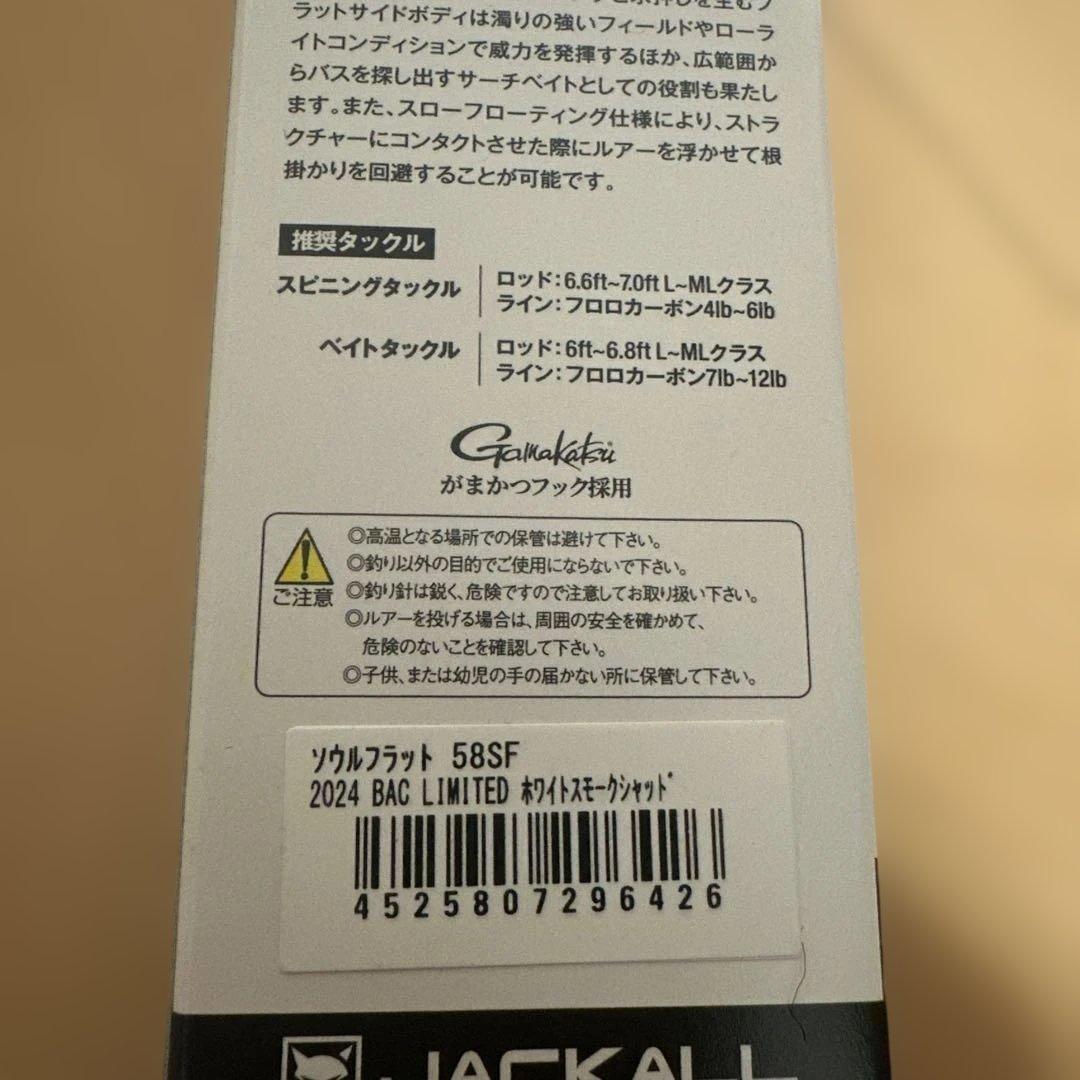 ラットサイドボディは濁りの強いフィールドやローラ
イトコンディションで威力を発揮するほか、広範囲か
らバスを探し出すサーチベイトとしての役割も果たし
ます。また、スローフローティング仕様により、ストラ
クチャーにコンタクトさせた際にルアーを浮かせて根
掛かりを回避することが可能です。
推奨タックル
スピニングタックル
ロッド：6.6ft~7.0ft L~MLクラス
ライン：フロロカーボン4lb~6lb
ベイトタックル
ロッド：6ft~6.8ft L~MLクラス
ライン：フロロカーボン7lb~12lb
Gamakatsu
がまかつフック採用
ご注意
◎高温となる場所での保管は避けて下さい。
◎釣り以外の目的でご使用にならないで下さい。
◎釣り針は鋭く、危険ですので注意してお取り扱い下さい。
◎ルアーを投げる場合は、周囲の安全を確かめて、
危険のないことを確認して下さい。
◎子供、または幼児の手の届かない所に保管して下さい。
ソウルフラット 58SF
2024 BAC LIMITED ﾎﾜｲﾄｽﾓｰｸｼｬｯﾄﾞ
4525807296426
JACKALL